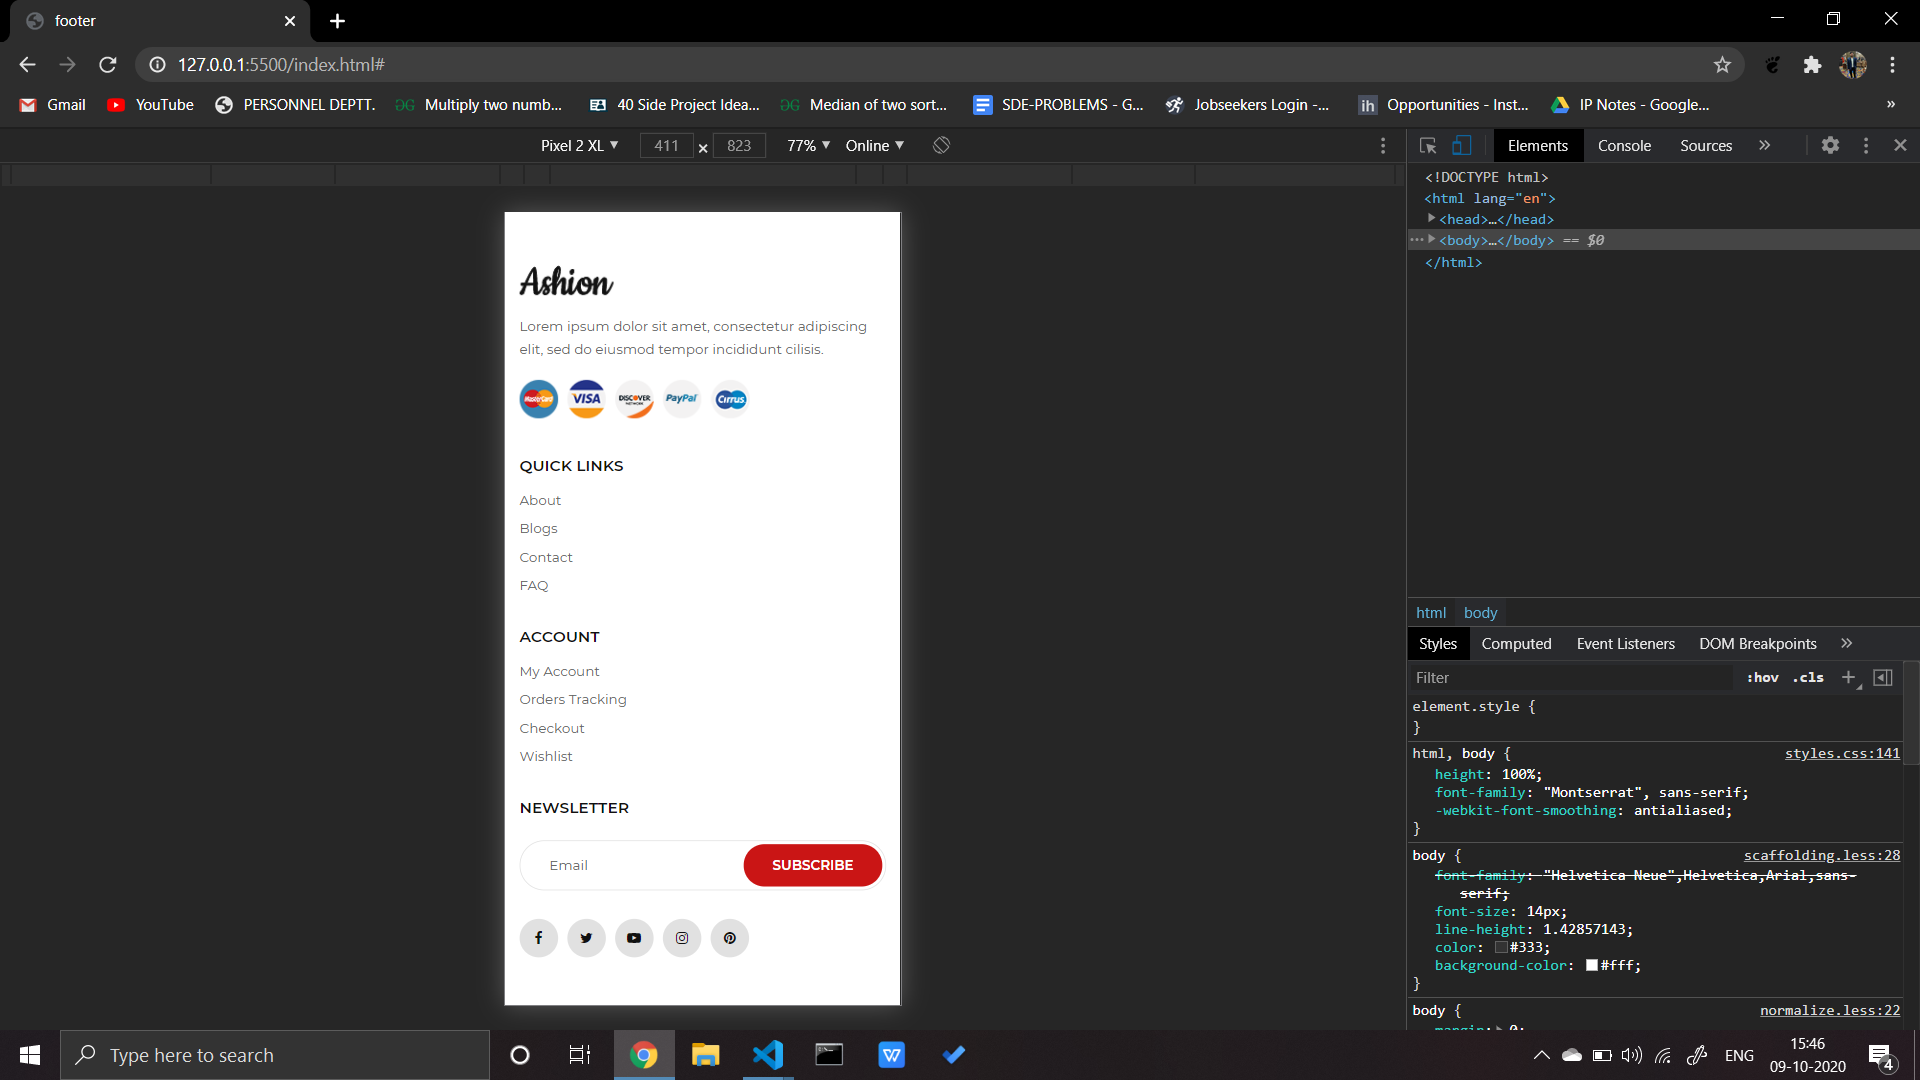 footer
127.0.0.1:5500/index.html#
Gmail
YouTube
PERSONNEL DEPTT.
Multiply two numb...
40 Side Project Idea...
Median of two sort...
SDE-PROBLEMS - G...
Jobseekers Login -...
ih
Opportunities - Inst...
IP Notes - Google...
»
Pixel 2 XL ▼ 411 × 823 77% ▼ Online ▼
Elements Console Sources »
<!DOCTYPE html>
<html lang="en">
<head>…</head>
<body>…</body> == $0
</html>
Ashion
Lorem ipsum dolor sit amet, consectetur adipiscing
elit, sed do eiusmod tempor incididunt cilisis.
MasterCard VISA DISCOVER NETWORK PayPal Cirrus
QUICK LINKS
About
Blogs
Contact
FAQ
ACCOUNT
My Account
Orders Tracking
Checkout
Wishlist
NEWSLETTER
Email SUBSCRIBE
html body
Styles Computed Event Listeners DOM Breakpoints »
Filter :hov .cls
element.style {
}
html, body { styles.css:141
height: 100%;
font-family: "Montserrat", sans-serif;
-webkit-font-smoothing: antialiased;
}
body { scaffolding.less:28
font-family: "Helvetica Neue",Helvetica,Arial,sans-
serif;
font-size: 14px;
line-height: 1.42857143;
color: #333;
background-color: #fff;
}
body { normalize.less:22
margin: 0;
Type here to search
ENG
15:46
09-10-2020
4